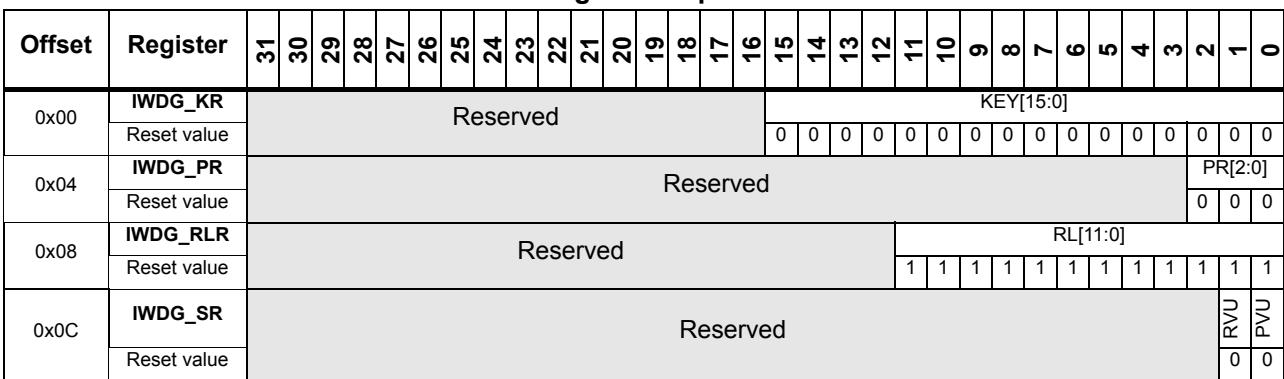 Offset Register 31 30 29 28 27 26 25 24 23 22 21 20 19 18 17 16 15 14 13 12 11 10 9 8 7 6 5 4 3 2 1 0
0x00 IWDG_KR Reserved KEY[15:0]
Reset value 0 0 0 0 0 0 0 0 0 0 0 0 0 0 0 0
0x04 IWDG_PR Reserved PR[2:0]
Reset value 0 0 0
0x08 IWDG_RLR Reserved RL[11:0]
Reset value 1 1 1 1 1 1 1 1 1 1 1 1
0x0C IWDG_SR Reserved RVU PVU
Reset value 0 0